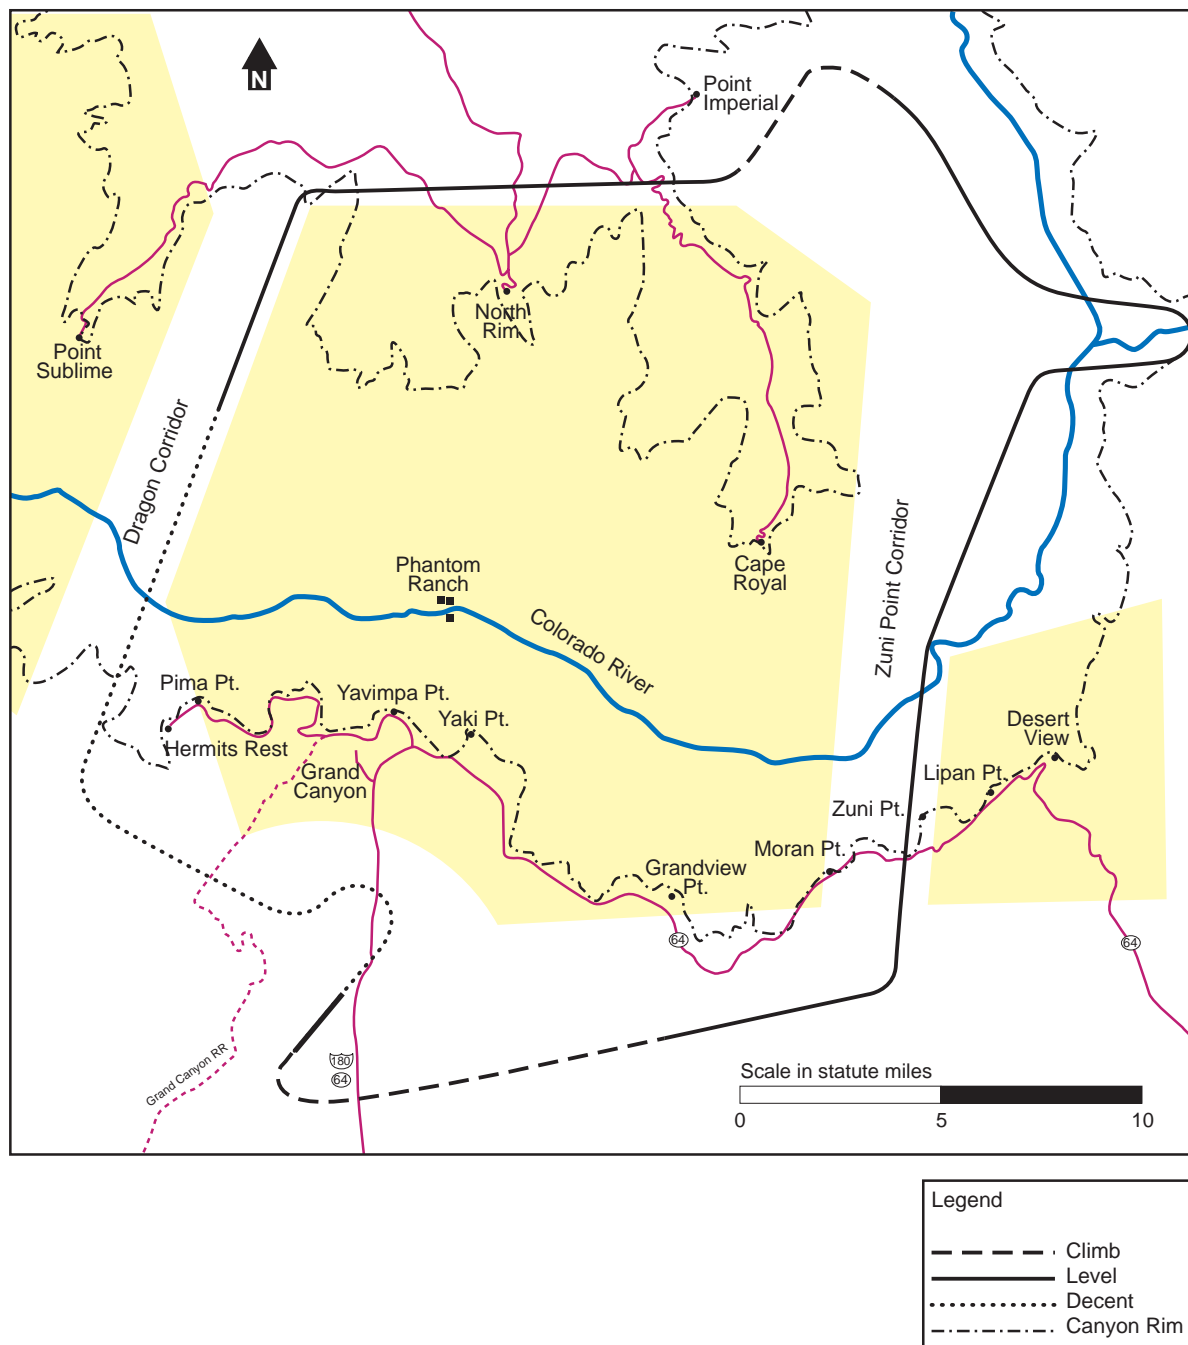 N
Point
Imperial
North
Rim
Point
Sublime
Dragon Corridor
Phantom
Ranch
Cape
Royal
Zuni Point Corridor
Colorado River
Pima Pt.
Yavimpa Pt.
Yaki Pt.
Hermits Rest
Desert
View
Grand
Canyon
Lipan Pt.
Zuni Pt.
Moran Pt.
Grandview
Pt.
64
64
Grand Canyon RR
180
64
Scale in statute miles
0 5 10
Legend
Climb
Level
Decent
Canyon Rim